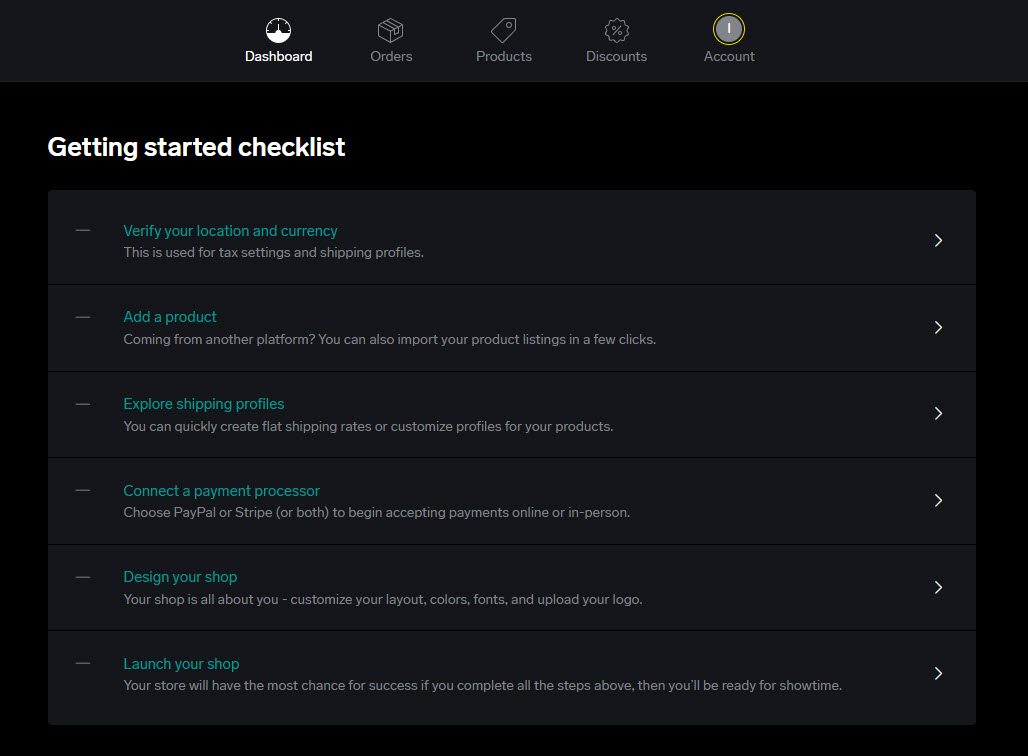 I
Dashboard Orders Products Discounts Account
Getting started checklist
Verify your location and currency
This is used for tax settings and shipping profiles.
Add a product
Coming from another platform? You can also import your product listings in a few clicks.
Explore shipping profiles
You can quickly create flat shipping rates or customize profiles for your products.
Connect a payment processor
Choose PayPal or Stripe (or both) to begin accepting payments online or in-person.
Design your shop
Your shop is all about you - customize your layout, colors, fonts, and upload your logo.
Launch your shop
Your store will have the most chance for success if you complete all the steps above, then you'll be ready for showtime.